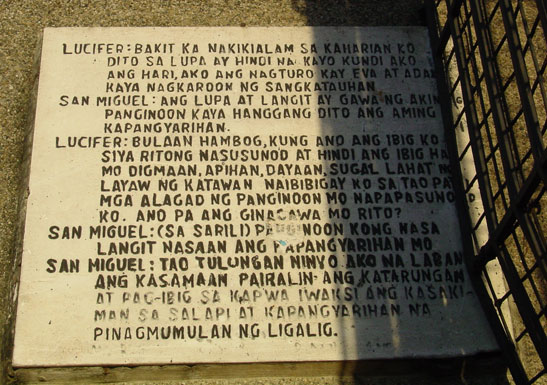 LUCIFER: BAKIT KA NAKIKIALAM SA KAHARIAN KO
DITO SA LUPA AY HINDI NA KAYO KUNDI AKO
ANG HARI, AKO ANG NAGTURO KAY EVA AT ADAN
KAYA NAGKAROON NG SANGKATAUHAN.
SAN MIGUEL: ANG LUPA AT LANGIT AY GAWA NG AKING
PANGINOON KAYA HANGGANG DITO ANG AMING
KAPANGYARIHAN.
LUCIFER: BULAAN HAMBOG, KUNG ANO ANG IBIG KO
SIYA RITONG NASUSUNOD AT HINDI ANG IBIG
MO DIGMAAN, APIHAN, DAYAAN, SUGAL LAHAT
LAYAW NG KATAWAN NAIBIBIGAY KO SA TAO
MGA ALAGAD NG PANGINOON MO NAPAPASUNOD
KO. ANO PA ANG GINAGAWA MO RITO?
SAN MIGUEL: (SA SARILI) PANGINOON KONG NASA
LANGIT NASAAN ANG KAPANGYARIHAN MO
SAN MIGUEL: TAO TULUNGAN NINYO AKO NA LABAN
ANG KASAMAAN PAIRALIN ANG KATARUNGAN
AT PAG-IBIG SA KAPWA IWAKSI ANG KASAKI-
MAN SA SALAPI AT KAPANGYARIHAN NA
PINAGMUMULAN NG LIGALIG.